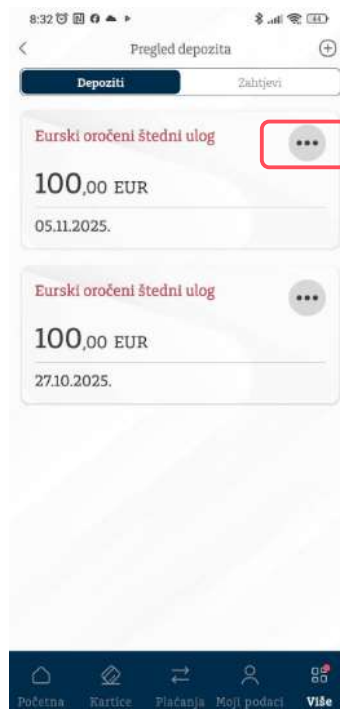 8:32
44
Pregled depozita
Depoziti Zahtjevi
Eurski oročeni štedni ulog
100,00 EUR
05.11.2025.
Eurski oročeni štedni ulog
100,00 EUR
27.10.2025.
Početna Kartice Plaćanja Moji podaci Više